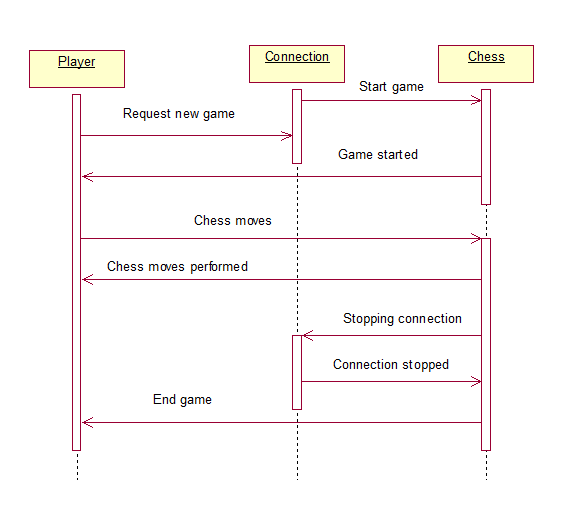 Player
Connection
Chess
Start game
Request new game
Game started
Chess moves
Chess moves performed
Stopping connection
Connection stopped
End game